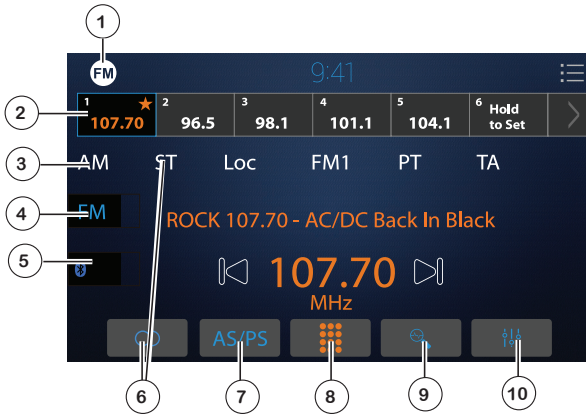 1
FM 9:41
1 2 3 4 5 6 Hold
2 107.70 96.5 98.1 101.1 104.1 to Set
3 AM ST Loc FM1 PT TA
4 FM ROCK 107.70 - AC/DC Back In Black
5
107.70
MHz
AS/PS
6 7 8 9 10